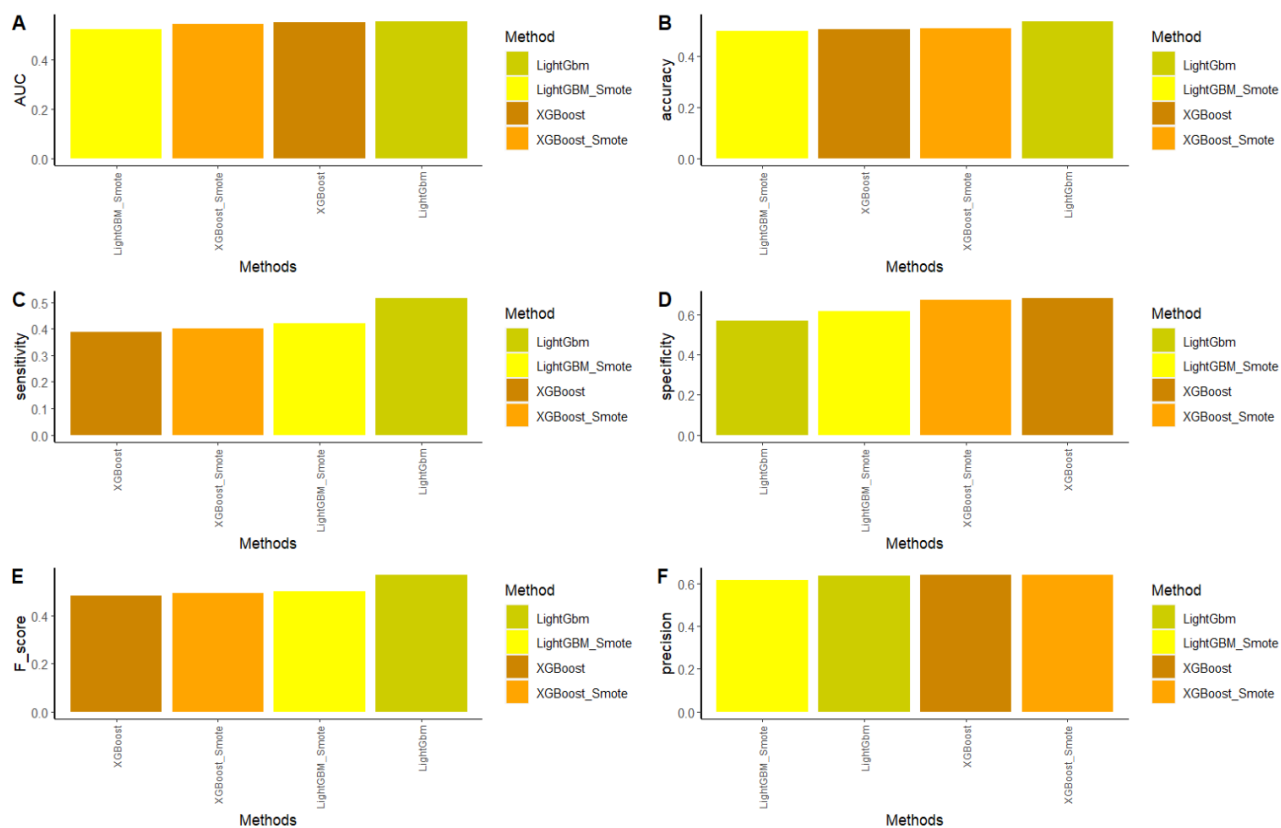 A
AUC
0.4
0.2
0.0
LightGBM_Smote
XGBoost_Smote
XGBoost
LightGbm
Methods
Method
LightGbm
LightGBM_Smote
XGBoost
XGBoost_Smote
B
accuracy
0.4
0.2
0.0
LightGBM_Smote
XGBoost
XGBoost_Smote
LightGbm
Methods
Method
LightGbm
LightGBM_Smote
XGBoost
XGBoost_Smote
C
sensitivity
0.5
0.4
0.3
0.2
0.1
0.0
XGBoost
XGBoost_Smote
LightGBM_Smote
LightGbm
Methods
Method
LightGbm
LightGBM_Smote
XGBoost
XGBoost_Smote
D
specificity
0.6
0.4
0.2
0.0
LightGbm
LightGBM_Smote
XGBoost_Smote
XGBoost
Methods
Method
LightGbm
LightGBM_Smote
XGBoost
XGBoost_Smote
E
F_score
0.4
0.2
0.0
XGBoost
XGBoost_Smote
LightGBM_Smote
LightGbm
Methods
Method
LightGbm
LightGBM_Smote
XGBoost
XGBoost_Smote
F
precision
0.6
0.4
0.2
0.0
LightGBM_Smote
LightGbm
XGBoost
XGBoost_Smote
Methods
Method
LightGbm
LightGBM_Smote
XGBoost
XGBoost_Smote